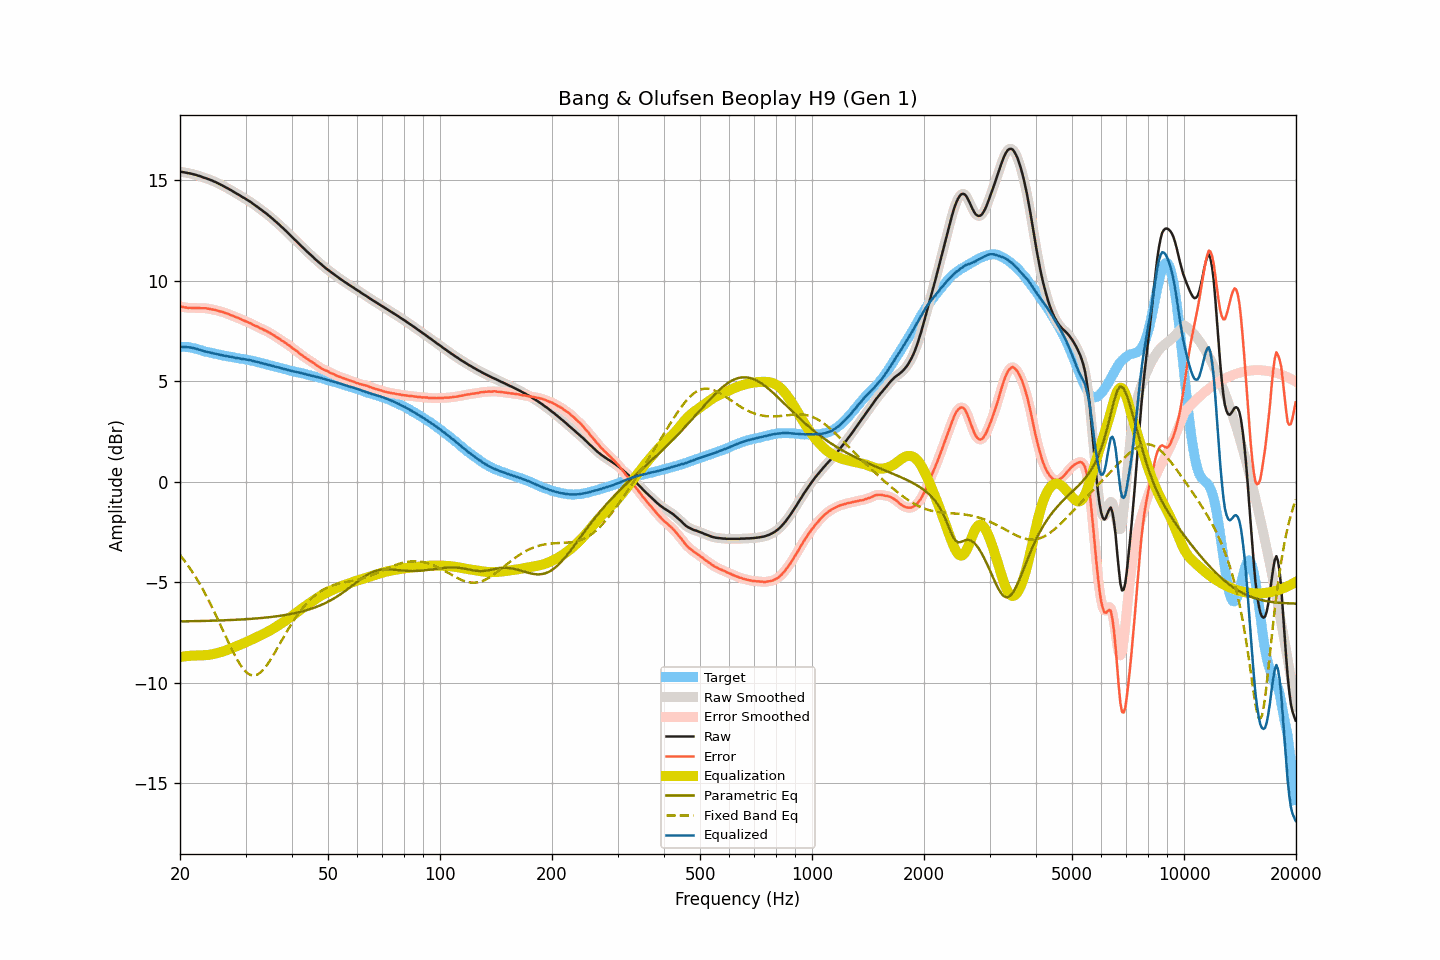 Bang & Olufsen Beoplay H9 (Gen 1)
Amplitude (dBr)
15
10
5
0
−5
−10
−15
Target
Raw Smoothed
Error Smoothed
Raw
Error
Equalization
Parametric Eq
Fixed Band Eq
Equalized
20 50 100 200 500 1000 2000 5000 10000 20000
Frequency (Hz)